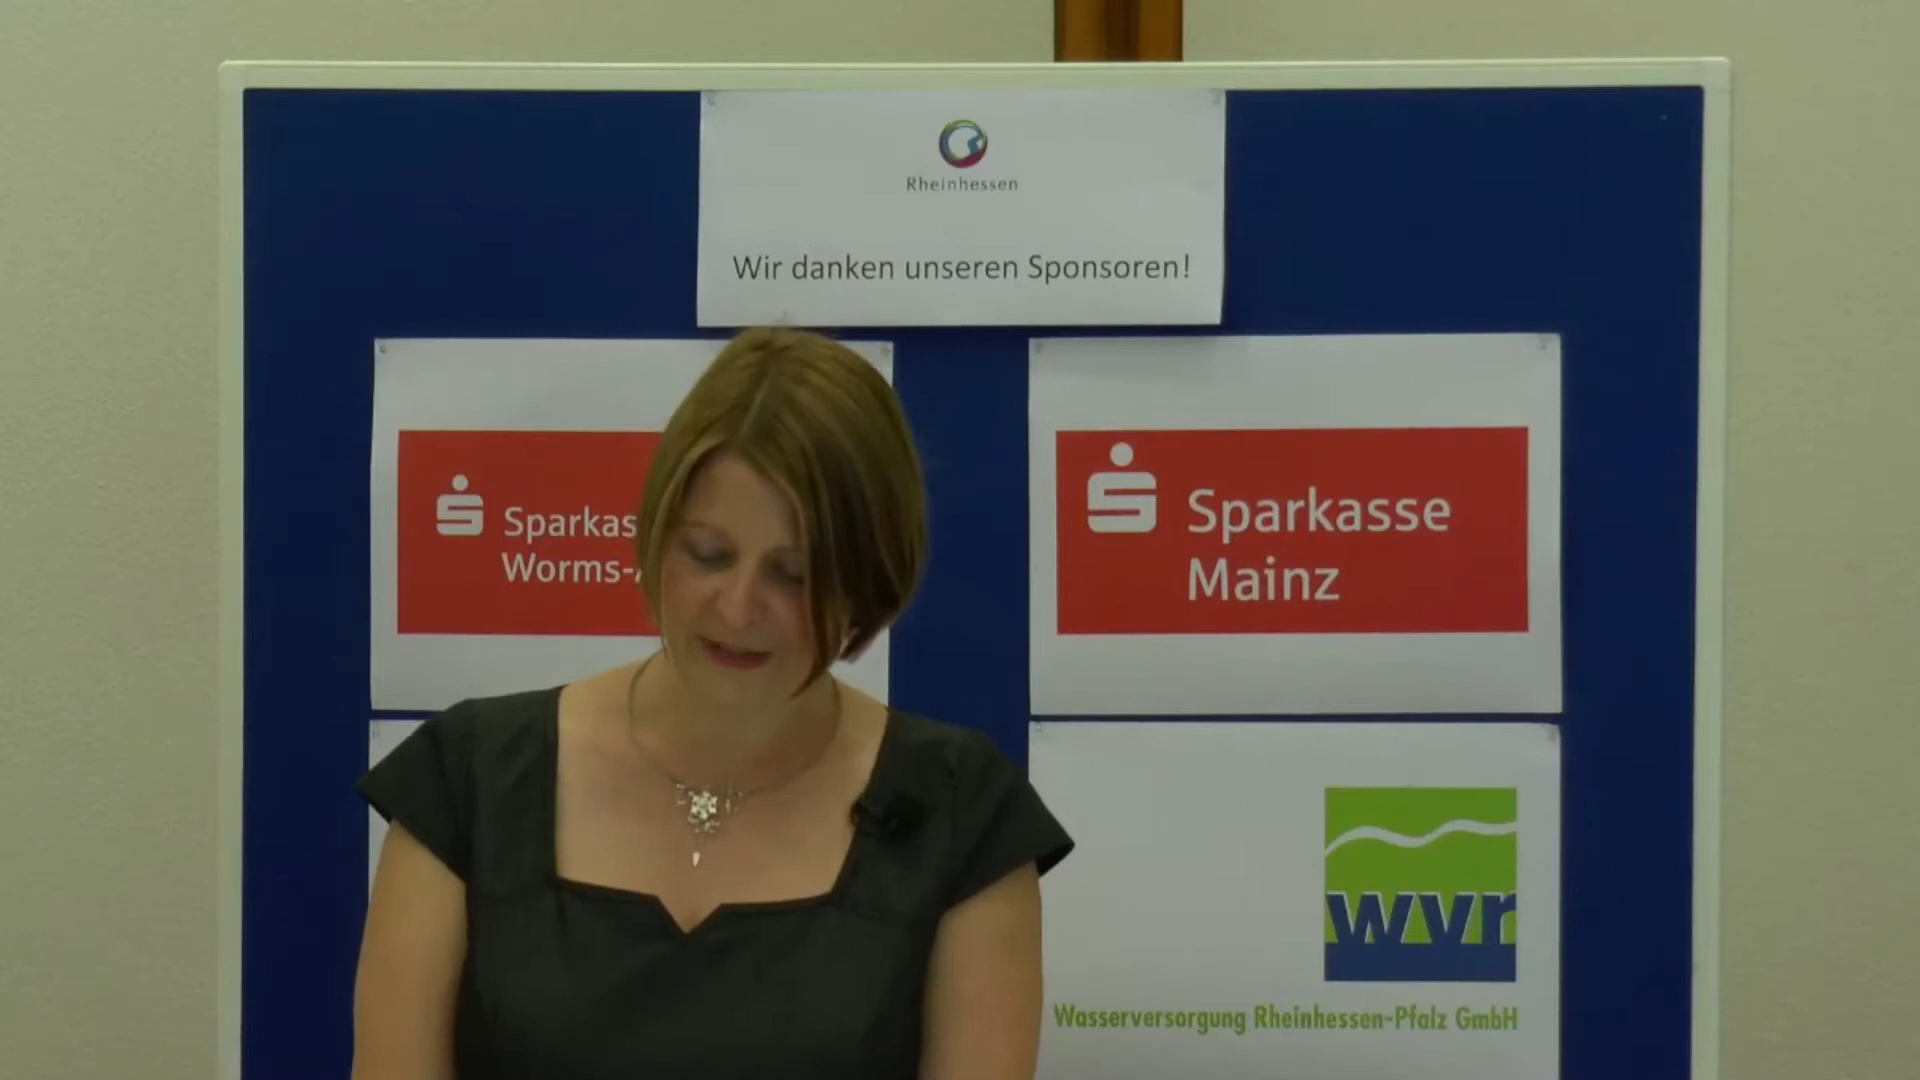 Rheinhessen
Wir danken unseren Sponsoren!
Sparkas
Worms-
Sparkasse
Mainz
wvr
Wasserversorgung Rheinhessen-Pfalz GmbH